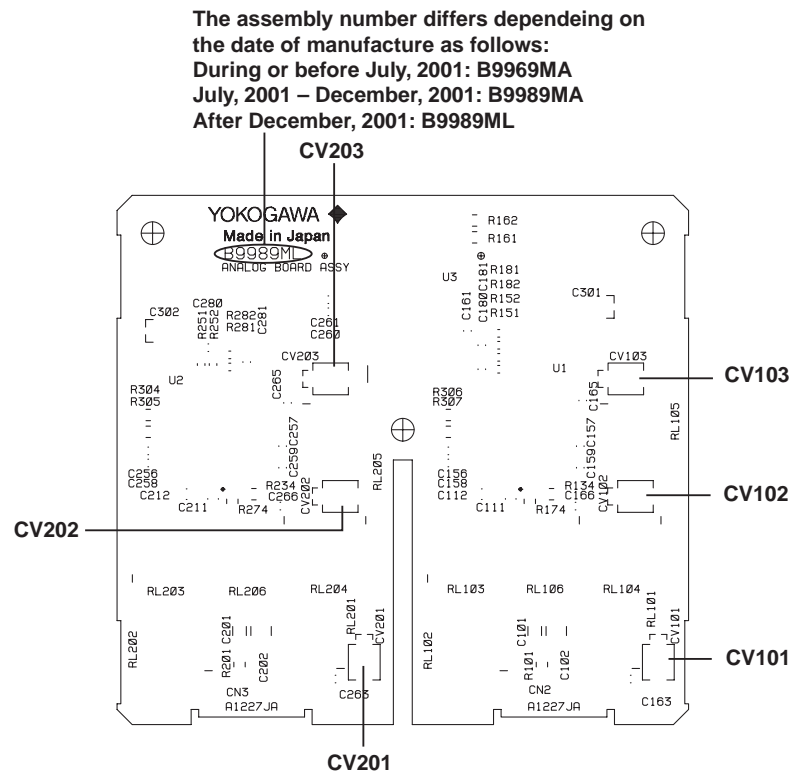 The assembly number differs dependeing on
the date of manufacture as follows:
During or before July, 2001: B9969MA
July, 2001 – December, 2001: B9989MA
After December, 2001: B9989ML
CV203
YOKOGAWA
Made in Japan
B9989ML
ANALOG BOARD ASSY
R162
R161
U3
C161
C180
C181
R181
R182
R152
R151
C301
C302
C280
R251
R252
R282
R281
C281
C261
C260
CV203
C265
U2
R304
R305
C257
C259
C256
C258
C212
C211
R234
C266
R274
CV202
RL205
CV103
U1
C165
RL105
R306
R307
C157
C159
C156
C158
C112
C111
R134
C166
R174
CV102
CV103
CV102
CV202
RL203
RL206
RL204
RL201
CV201
RL202
C201
R201
C202
CN3
A1227JA
C263
RL103
RL106
RL104
RL101
CV101
RL102
C101
R101
C102
CN2
A1227JA
C163
CV101
CV201